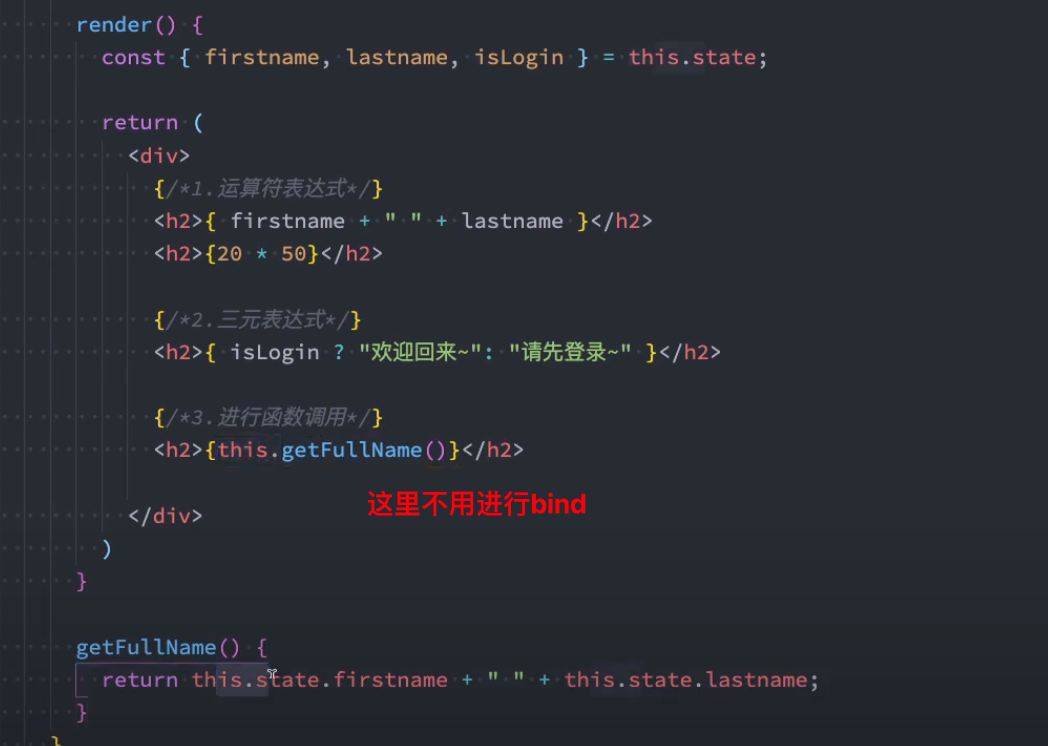 render() {
const { firstname, lastname, isLogin } = this.state;
return (
<div>
{/*1.运算符表达式*/}
<h2>{ firstname + " " + lastname }</h2>
<h2>{20 * 50}</h2>
{/*2.三元表达式*/}
<h2>{ isLogin ? "欢迎回来~": "请先登录~" }</h2>
{/*3.进行函数调用*/}
<h2>{this.getFullName()}</h2>
这里不用进行bind
</div>
)
}
getFullName() {
return this.state.firstname + " " + this.state.lastname;
}
}